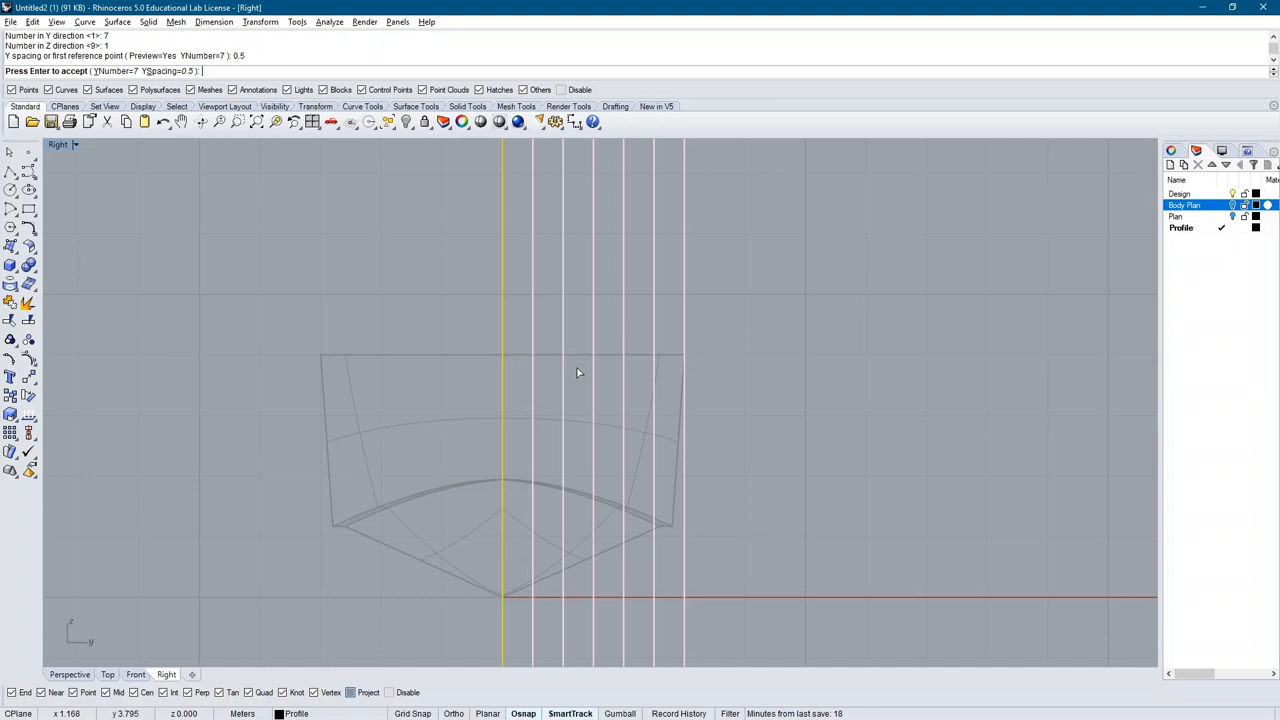 Untitled2 (1) (91 KB) - Rhinoceros 5.0 Educational Lab License - [Right]
File Edit View Curve Surface Solid Mesh Dimension Transform Tools Analyze Render Panels Help
Number in Y direction <1>: 7
Number in Z direction <9>: 1
Y spacing or first reference point ( Preview=Yes YNumber=7 ): 0.5
Press Enter to accept ( YNumber=7 YSpacing=0.5 ):
Points Curves Surfaces Polysurfaces Meshes Annotations Lights Blocks Control Points Point Clouds Hatches Others Disable
Standard CPlanes Set View Display Select Viewport Layout Visibility Transform Curve Tools Surface Tools Solid Tools Mesh Tools Render Tools Drafting New in V5
Right
Name Mate
Design
Body Plan
Plan
Profile
z
y
Perspective Top Front Right
End Near Point Mid Cen Int Perp Tan Quad Knot Vertex Project Disable
CPlane x 1.168 y 3.795 z 0.000 Meters Profile Grid Snap Ortho Planar Osnap SmartTrack Gumball Record History Filter Minutes from last save: 18